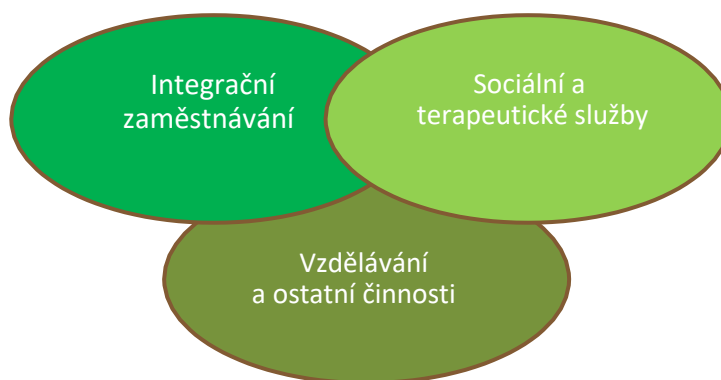 Integrační
zaměstnávání
Sociální a
terapeutické služby
Vzdělávání
a ostatní činnosti